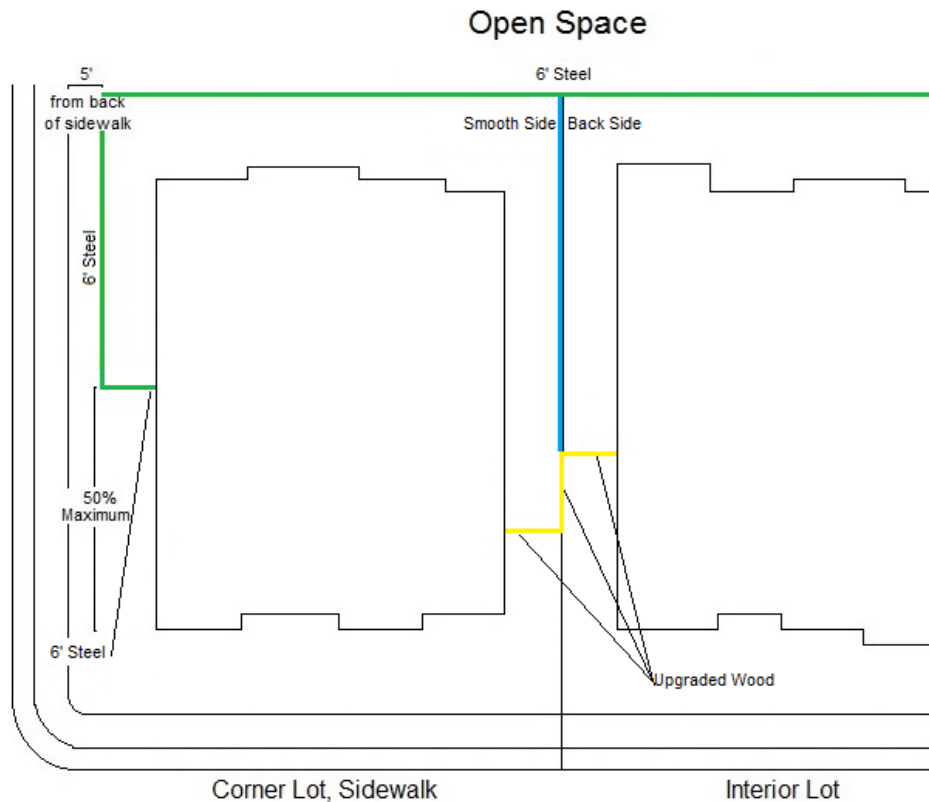 Open Space
5'
from back
of sidewalk
6' Steel
Smooth Side
Back Side
6' Steel
50%
Maximum
6' Steel
Upgraded Wood
Corner Lot, Sidewalk
Interior Lot